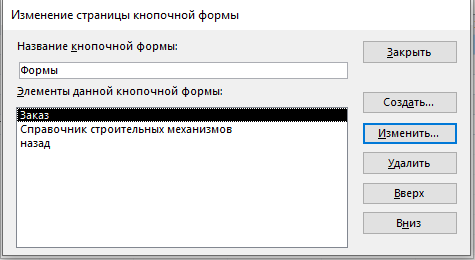 Изменение страницы кнопочной формы
Название кнопочной формы:
Закрыть
Формы
Элементы данной кнопочной формы:
Создать...
Заказ
Справочник строительных механизмов
Изменить...
назад
Удалить
Вверх
Вниз